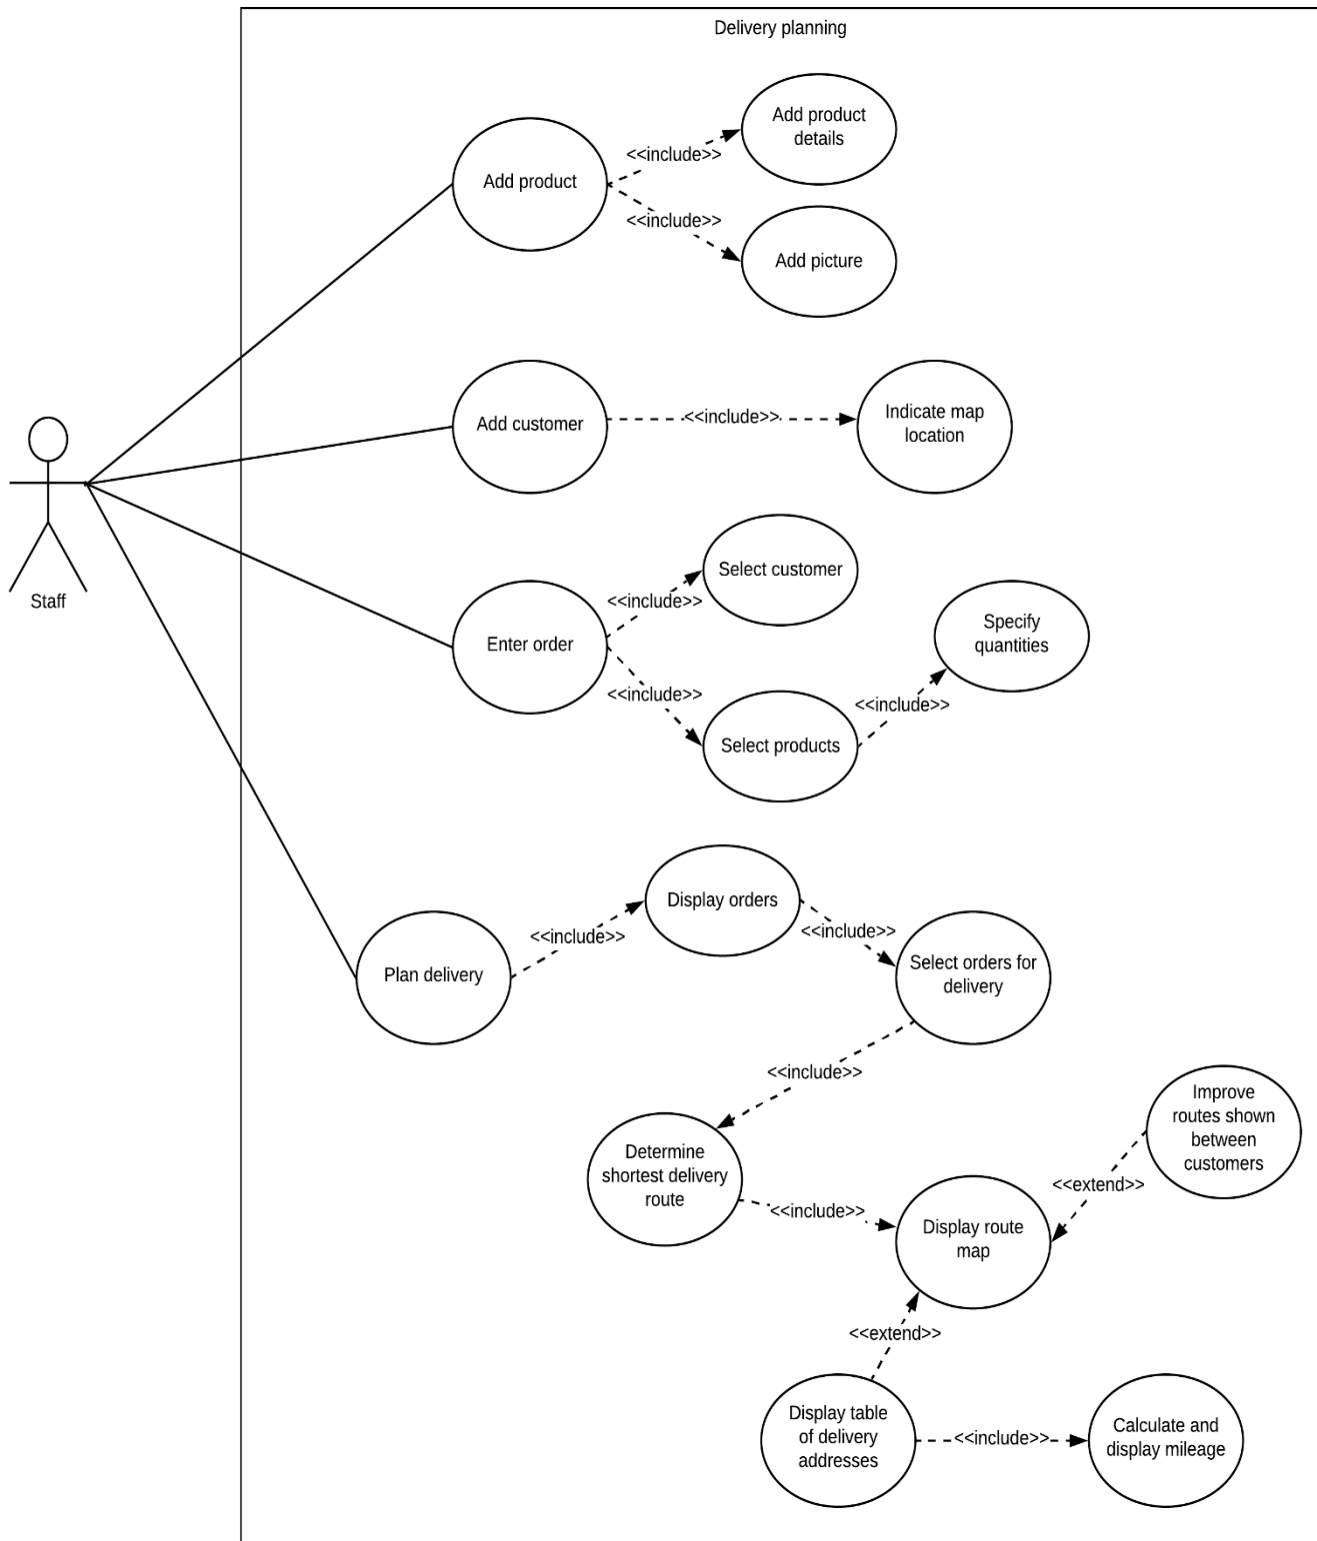 Delivery planning
Add product
details
<<include>>
Add product
<<include>>
Add picture
Add customer
<<include>>
Indicate map
location
Staff
Select customer
<<include>>
Enter order
<<include>>
Select products
<<include>>
Specify
quantities
Display orders
<<include>>
<<include>>
Plan delivery
Select orders for
delivery
<<include>>
Improve
routes shown
between
customers
Determine
shortest delivery
route
<<include>>
<<extend>>
Display route
map
<<extend>>
Display table
of delivery
addresses
<<include>>
Calculate and
display mileage